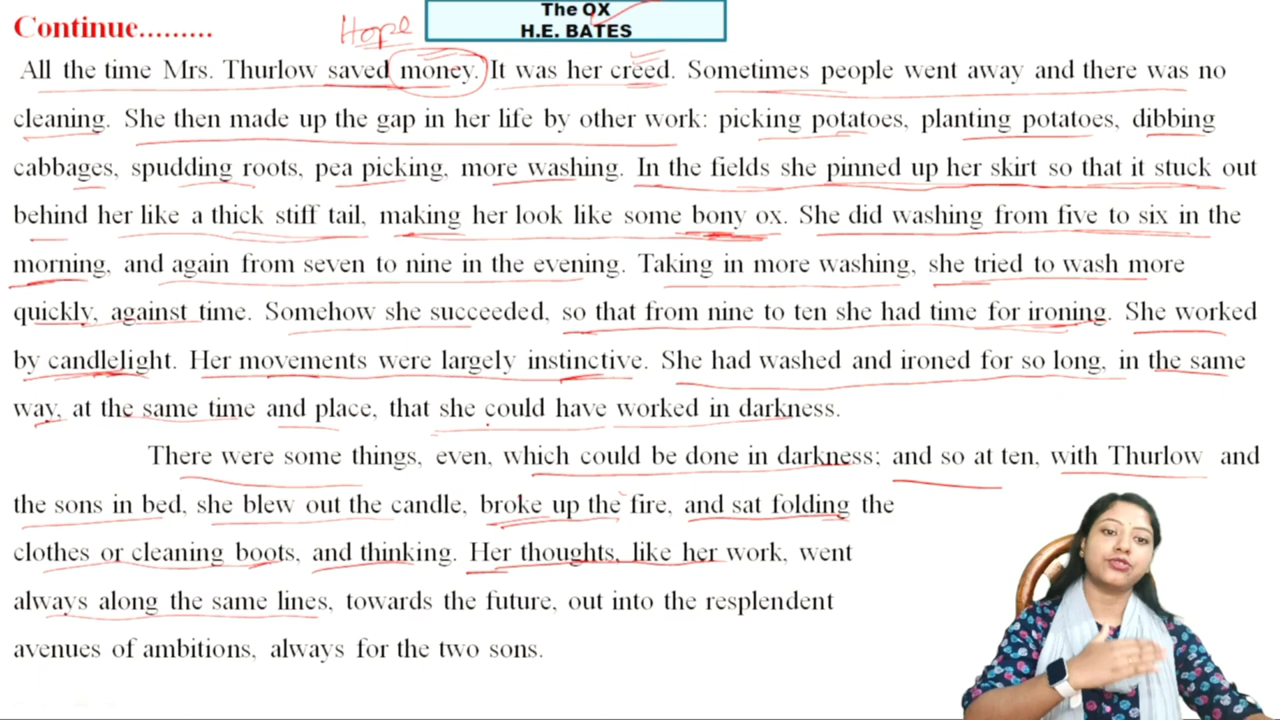 The OX
H.E. BATES
Continue.........
Hope
All the time Mrs. Thurlow saved money. It was her creed. Sometimes people went away and there was no
cleaning. She then made up the gap in her life by other work: picking potatoes, planting potatoes, dibbing
cabbages, spudding roots, pea picking, more washing. In the fields she pinned up her skirt so that it stuck out
behind her like a thick stiff tail, making her look like some bony ox. She did washing from five to six in the
morning, and again from seven to nine in the evening. Taking in more washing, she tried to wash more
quickly, against time. Somehow she succeeded, so that from nine to ten she had time for ironing. She worked
by candlelight. Her movements were largely instinctive. She had washed and ironed for so long, in the same
way, at the same time and place, that she could have worked in darkness.
There were some things, even, which could be done in darkness; and so at ten, with Thurlow and
the sons in bed, she blew out the candle, broke up the fire, and sat folding the
clothes or cleaning boots, and thinking. Her thoughts, like her work, went
always along the same lines, towards the future, out into the resplendent
avenues of ambitions, always for the two sons.